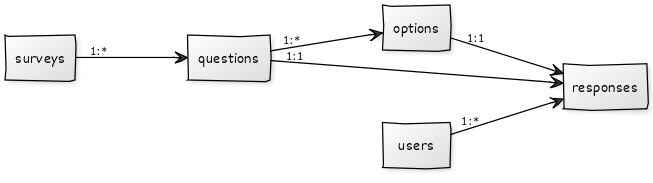 surveys
1:*
questions
1:*
1:1
options
1:1
responses
users
1:*